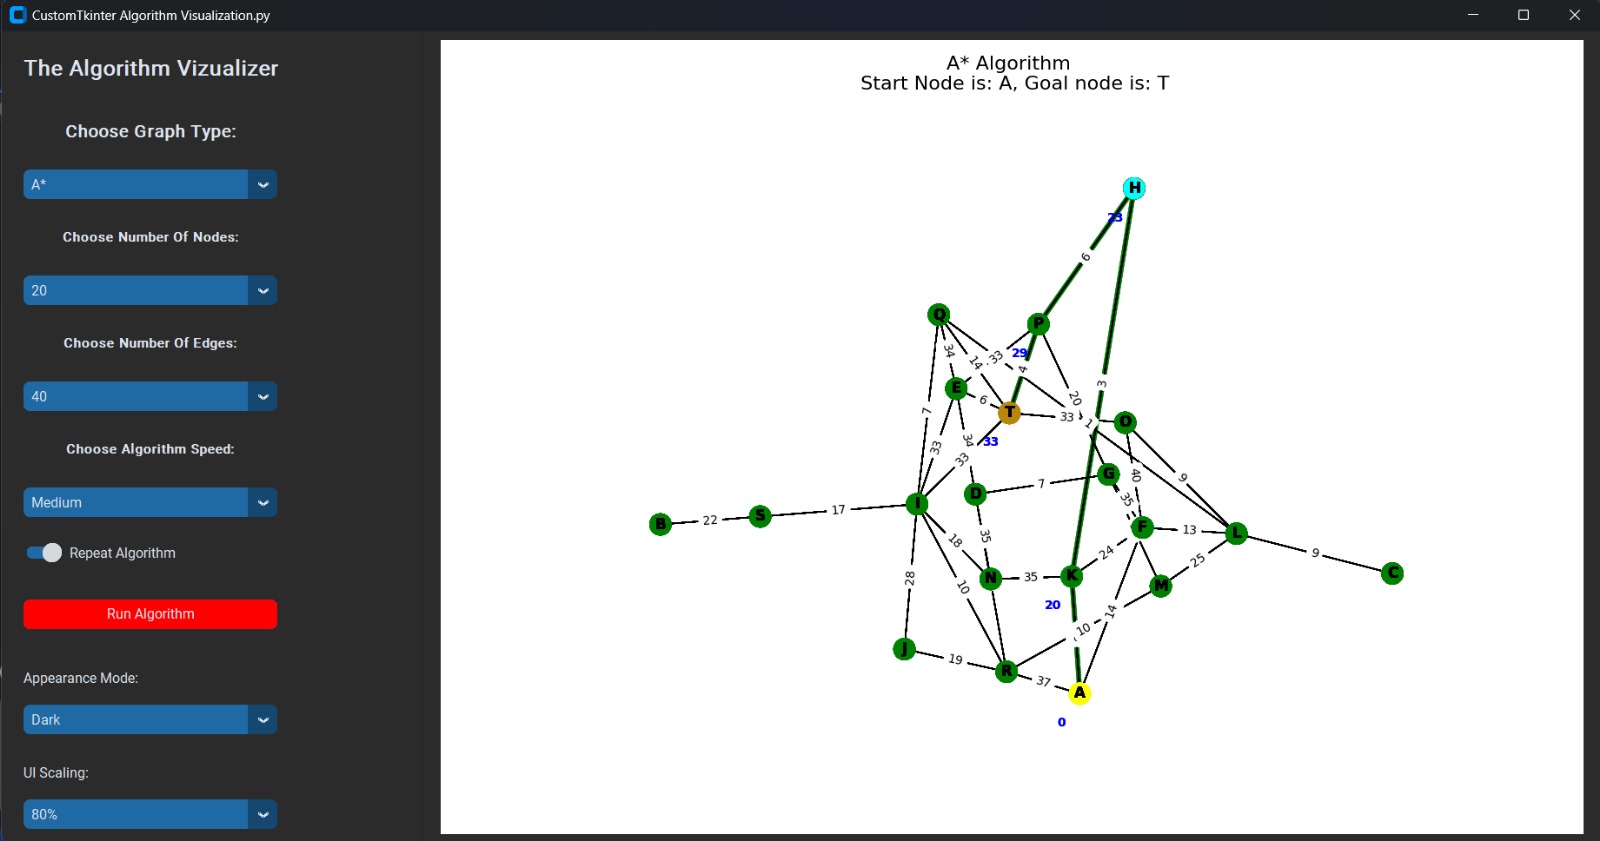 CustomTkinter Algorithm Visualization.py
The Algorithm Vizualizer
Choose Graph Type:
A*
Choose Number Of Nodes:
20
Choose Number Of Edges:
40
Choose Algorithm Speed:
Medium
Repeat Algorithm
Run Algorithm
Appearance Mode:
Dark
UI Scaling:
80%
A* Algorithm
Start Node is: A, Goal node is: T
H
23
6
Q
P
34
14
33
29
4
3
E
6
20
7
T
33
1
O
33
34
33
33
G
40
9
D
7
35
I
17
S
22
B
F
13
L
9
C
18
35
24
25
N
35
K
M
28
10
20
14
10
J
19
R
37
A
0